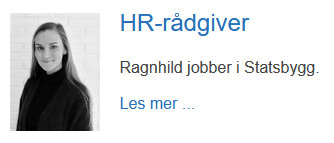 HR-rådgiver
Ragnhild jobber i Statsbygg.
Les mer ...